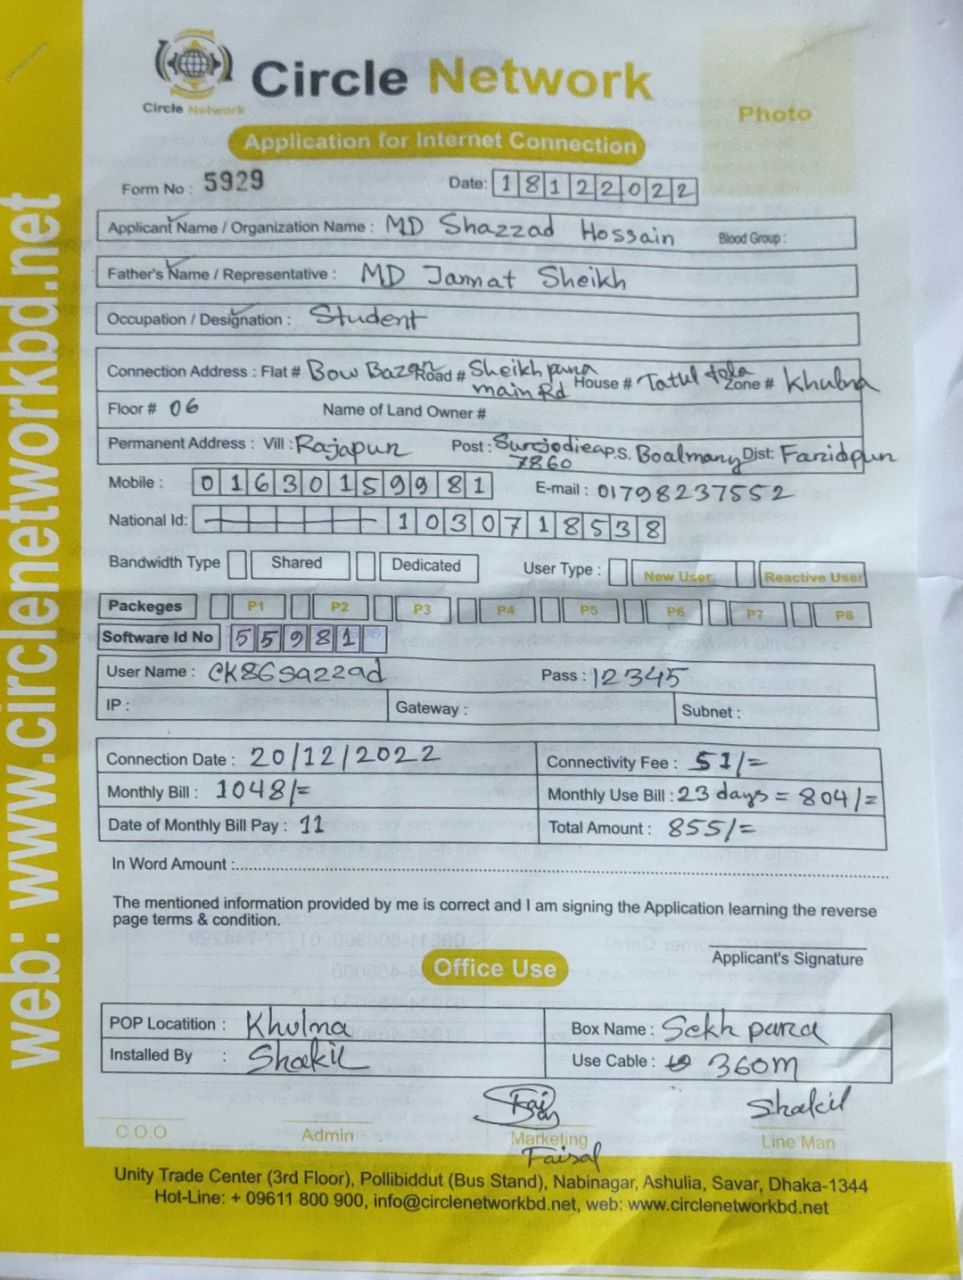 Circle Network
Circle Network
Photo
Application for Internet Connection
Form No : 5929 Date: 18122022
Applicant Name / Organization Name : MD Shazzad Hossain Blood Group :
Father's Name / Representative : MD Jamat Sheikh
Occupation / Designation : Student
Connection Address : Flat # Bow Bazar Road # Sheikh para main Rd House # Tatul tola Zone # Khulna
Floor # 06 Name of Land Owner #
Permanent Address : Vill : Rajapur Post : 7860 P.S. Boalmary Dist: Faridpur
Mobile : 01630159981 E-mail : 01798237552
National Id: 1030718538
Bandwidth Type Shared Dedicated User Type : New User Reactive User
Packeges P1 P2 P3 P4 P5 P6 P7 P8
Software Id No 55981
User Name : CK86sazzad Pass : 12345
IP : Gateway : Subnet :
Connection Date : 20/12/2022 Connectivity Fee : 51/=
Monthly Bill : 1048/= Monthly Use Bill : 23 days = 804/=
Date of Monthly Bill Pay : 11 Total Amount : 855/=
In Word Amount :
The mentioned information provided by me is correct and I am signing the Application learning the reverse
page terms & condition.
Applicant's Signature
Office Use
POP Locatition : Khulna Box Name : Sekh para
Installed By : Shakil Use Cable : 360m
Shakil
C.O.O Admin Marketing Line Man
Faisal
Unity Trade Center (3rd Floor), Pollibiddut (Bus Stand), Nabinagar, Ashulia, Savar, Dhaka-1344
Hot-Line: + 09611 800 900, info@circlenetworkbd.net, web: www.circlenetworkbd.net
web: www.circlenetworkbd.net